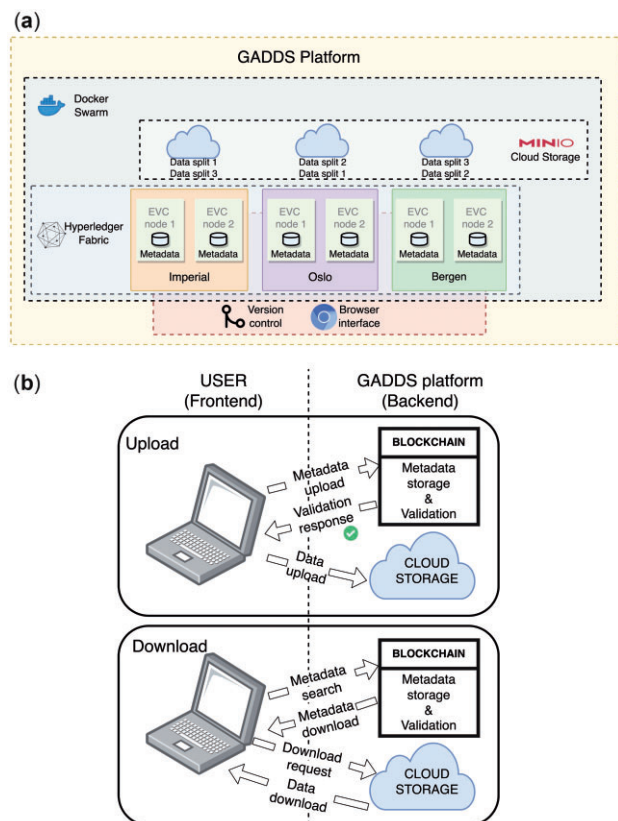 (a)
GADDS Platform
Docker
Swarm
MINIO
Cloud Storage
Data split 1
Data split 3
Data split 2
Data split 1
Data split 3
Data split 2
Hyperledger
Fabric
EVC
node 1
Metadata
EVC
node 2
Metadata
Imperial
EVC
node 1
Metadata
EVC
node 2
Metadata
Oslo
EVC
node 1
Metadata
EVC
node 2
Metadata
Bergen
Version
control
Browser
interface
(b)
USER
(Frontend)
GADDS platform
(Backend)
Upload
Metadata
upload
Validation
response
Data
upload
BLOCKCHAIN
Metadata
storage
&
Validation
CLOUD
STORAGE
Download
Metadata
search
Metadata
download
Download
request
Data
download
BLOCKCHAIN
Metadata
storage
&
Validation
CLOUD
STORAGE